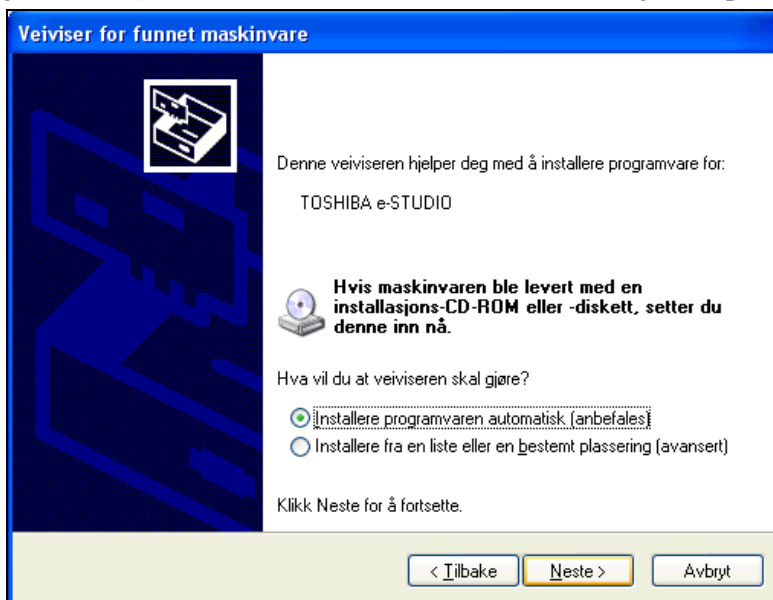 Veiviser for funnet maskinvare
Denne veiviseren hjelper deg med å installere programvare for:
TOSHIBA e-STUDIO
Hvis maskinvaren ble levert med en
installasjons-CD-ROM eller -diskett, setter du
denne inn nå.
Hva vil du at veiviseren skal gjøre?
Installere programvaren automatisk (anbefales)
Installere fra en liste eller en bestemt plassering (avansert)
Klikk Neste for å fortsette.
< Tilbake Neste > Avbryt